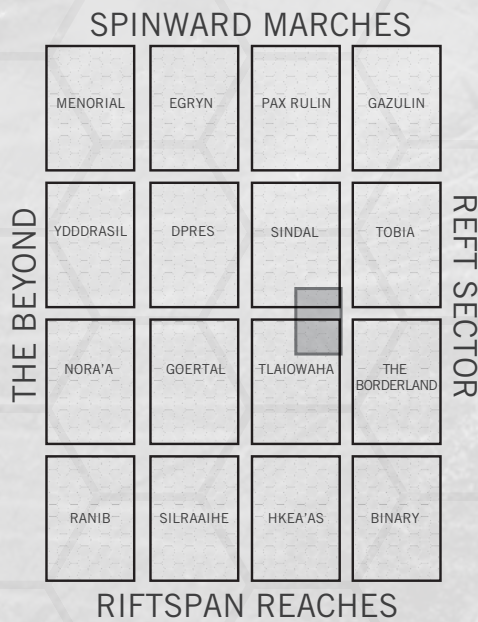 SPINWARD MARCHES
MENORIAL
EGRYN
PAX RULIN
GAZULIN
THE BEYOND
YDDDRASIL
DPRES
SINDAL
TOBIA
REFT SECTOR
NORA'A
GOERTAL
TLAIOWAHA
THE
BORDERLAND
RANIB
SILRAAIHE
HKEA'AS
BINARY
RIFTSPAN REACHES